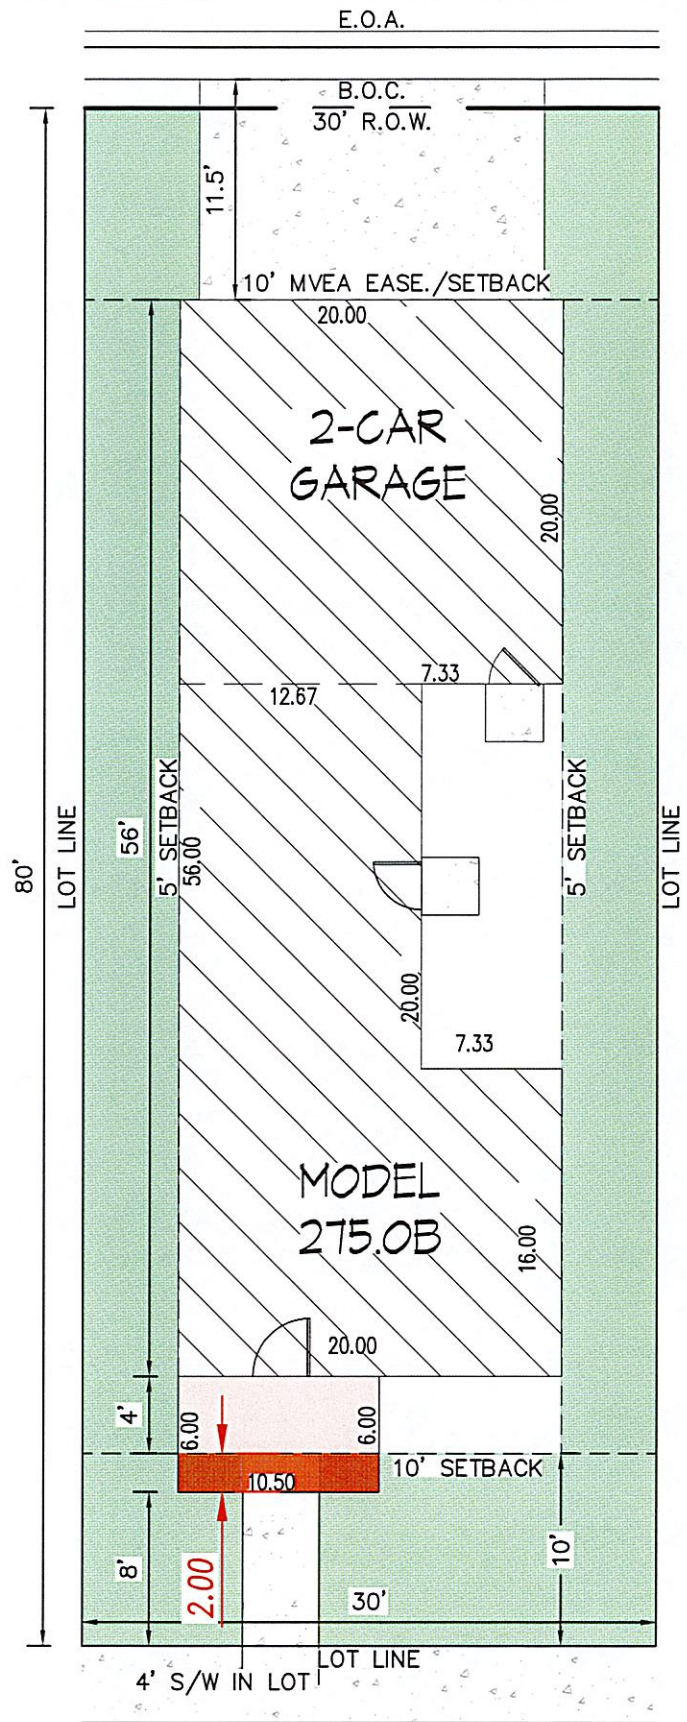 E.O.A.
B.O.C.
30' R.O.W.
11.5'
10' MVEA EASE./SETBACK
20.00
2-CAR
GARAGE
20.00
7.33
12.67
5' SETBACK
56.00
56'
80'
LOT LINE
5' SETBACK
LOT LINE
20.00
7.33
MODEL
275.0B
16.00
20.00
4'
6.00
6.00
10' SETBACK
10.50
8'
2.00
10'
30'
LOT LINE
4' S/W IN LOT